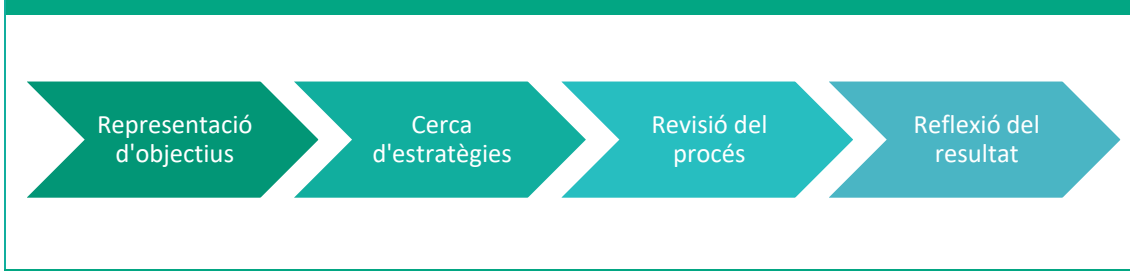 Representació
d'objectius
Cerca
d'estratègies
Revisió del
procés
Reflexió del
resultat